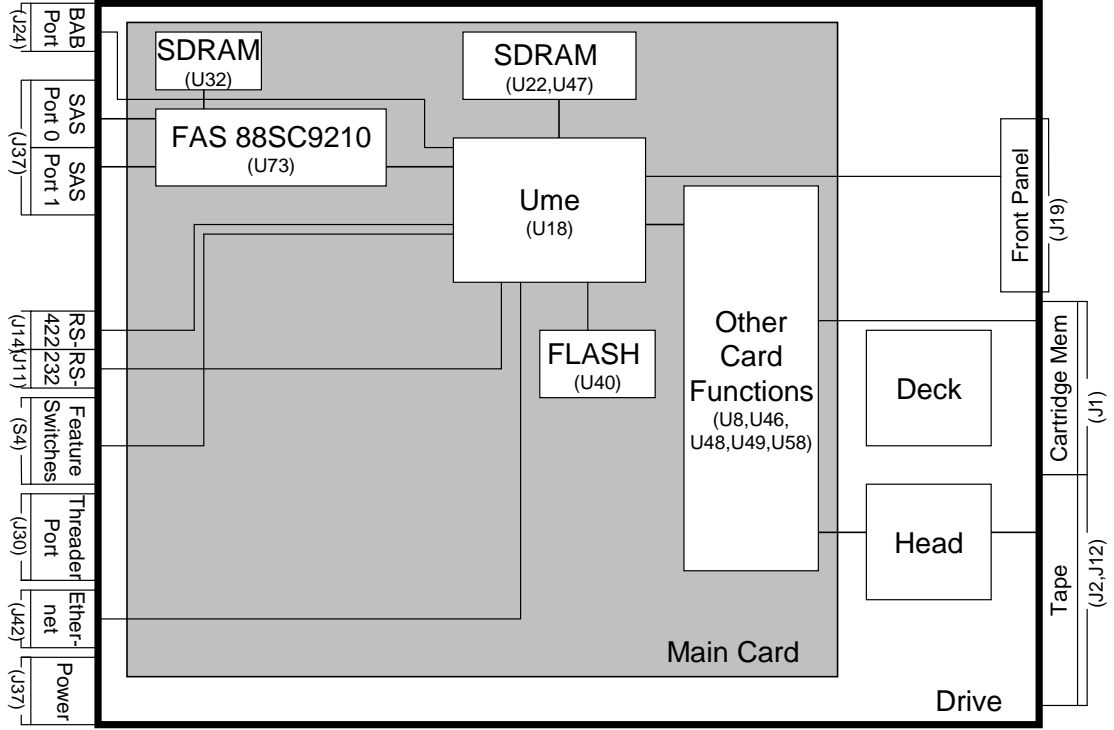 BAB
Port
(J24)
SAS
Port 0
SAS
Port 1
(J37)
RS-
422
(J14)
RS-
232
(J11)
Feature
Switches
(S4)
Threader
Port
(J30)
Ether-
net
(J42)
Power
(J37)
SDRAM
(U32)
FAS 88SC9210
(U73)
SDRAM
(U22,U47)
Ume
(U18)
FLASH
(U40)
Other
Card
Functions
(U8,U46,
U48,U49,U58)
Main Card
Deck
Head
Drive
Front Panel
(J19)
Cartridge Mem
(J1)
Tape
(J2,J12)